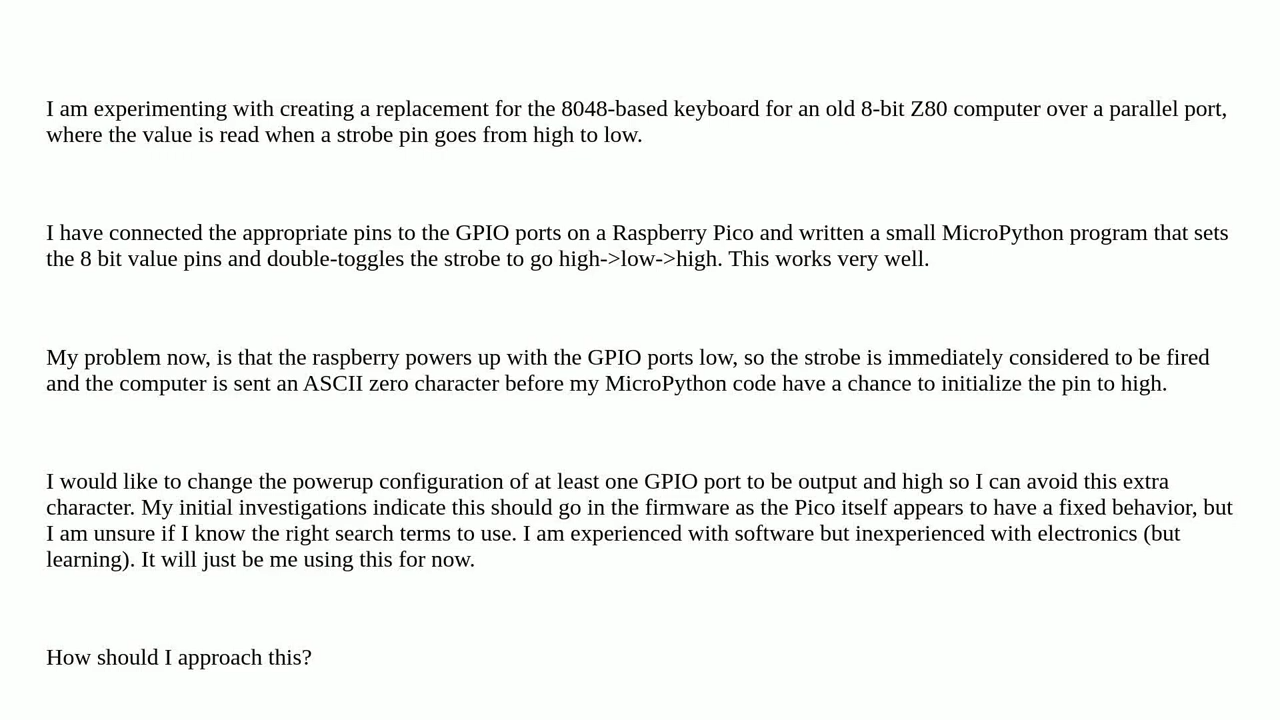 I am experimenting with creating a replacement for the 8048-based keyboard for an old 8-bit Z80 computer over a parallel port,
where the value is read when a strobe pin goes from high to low.
I have connected the appropriate pins to the GPIO ports on a Raspberry Pico and written a small MicroPython program that sets
the 8 bit value pins and double-toggles the strobe to go high->low->high. This works very well.
My problem now, is that the raspberry powers up with the GPIO ports low, so the strobe is immediately considered to be fired
and the computer is sent an ASCII zero character before my MicroPython code have a chance to initialize the pin to high.
I would like to change the powerup configuration of at least one GPIO port to be output and high so I can avoid this extra
character. My initial investigations indicate this should go in the firmware as the Pico itself appears to have a fixed behavior, but
I am unsure if I know the right search terms to use. I am experienced with software but inexperienced with electronics (but
learning). It will just be me using this for now.
How should I approach this?